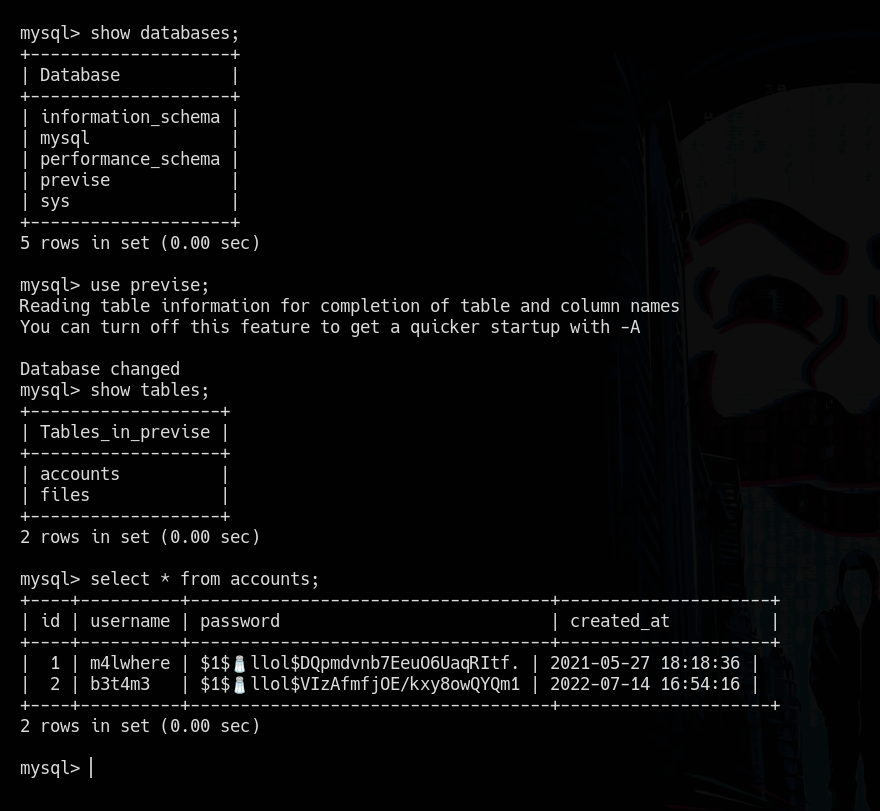 mysql> show databases;
+--------------------+
| Database           |
+--------------------+
| information_schema |
| mysql              |
| performance_schema |
| previse            |
| sys                |
+--------------------+
5 rows in set (0.00 sec)

mysql> use previse;
Reading table information for completion of table and column names
You can turn off this feature to get a quicker startup with -A

Database changed
mysql> show tables;
+-------------------+
| Tables_in_previse |
+-------------------+
| accounts          |
| files             |
+-------------------+
2 rows in set (0.00 sec)

mysql> select * from accounts;
+----+----------+------------------------------------+---------------------+
| id | username | password                           | created_at          |
+----+----------+------------------------------------+---------------------+
|  1 | m4lwhere | $1$🧂llol$DQpmdvnb7EeuO6UaqRItf. | 2021-05-27 18:18:36 |
|  2 | b3t4m3   | $1$🧂llol$VIzAfmfjOE/kxy8owQYQm1 | 2022-07-14 16:54:16 |
+----+----------+------------------------------------+---------------------+
2 rows in set (0.00 sec)

mysql>